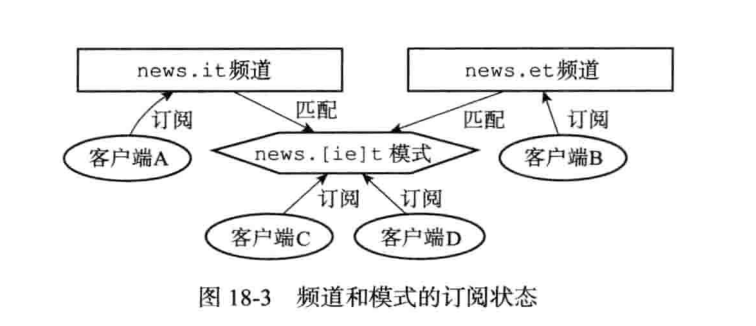 news.it频道
news.et频道
匹配
订阅
匹配
订阅
客户端A
news.[ie]t 模式
客户端B
订阅
订阅
客户端C
客户端D
图 18-3 频道和模式的订阅状态